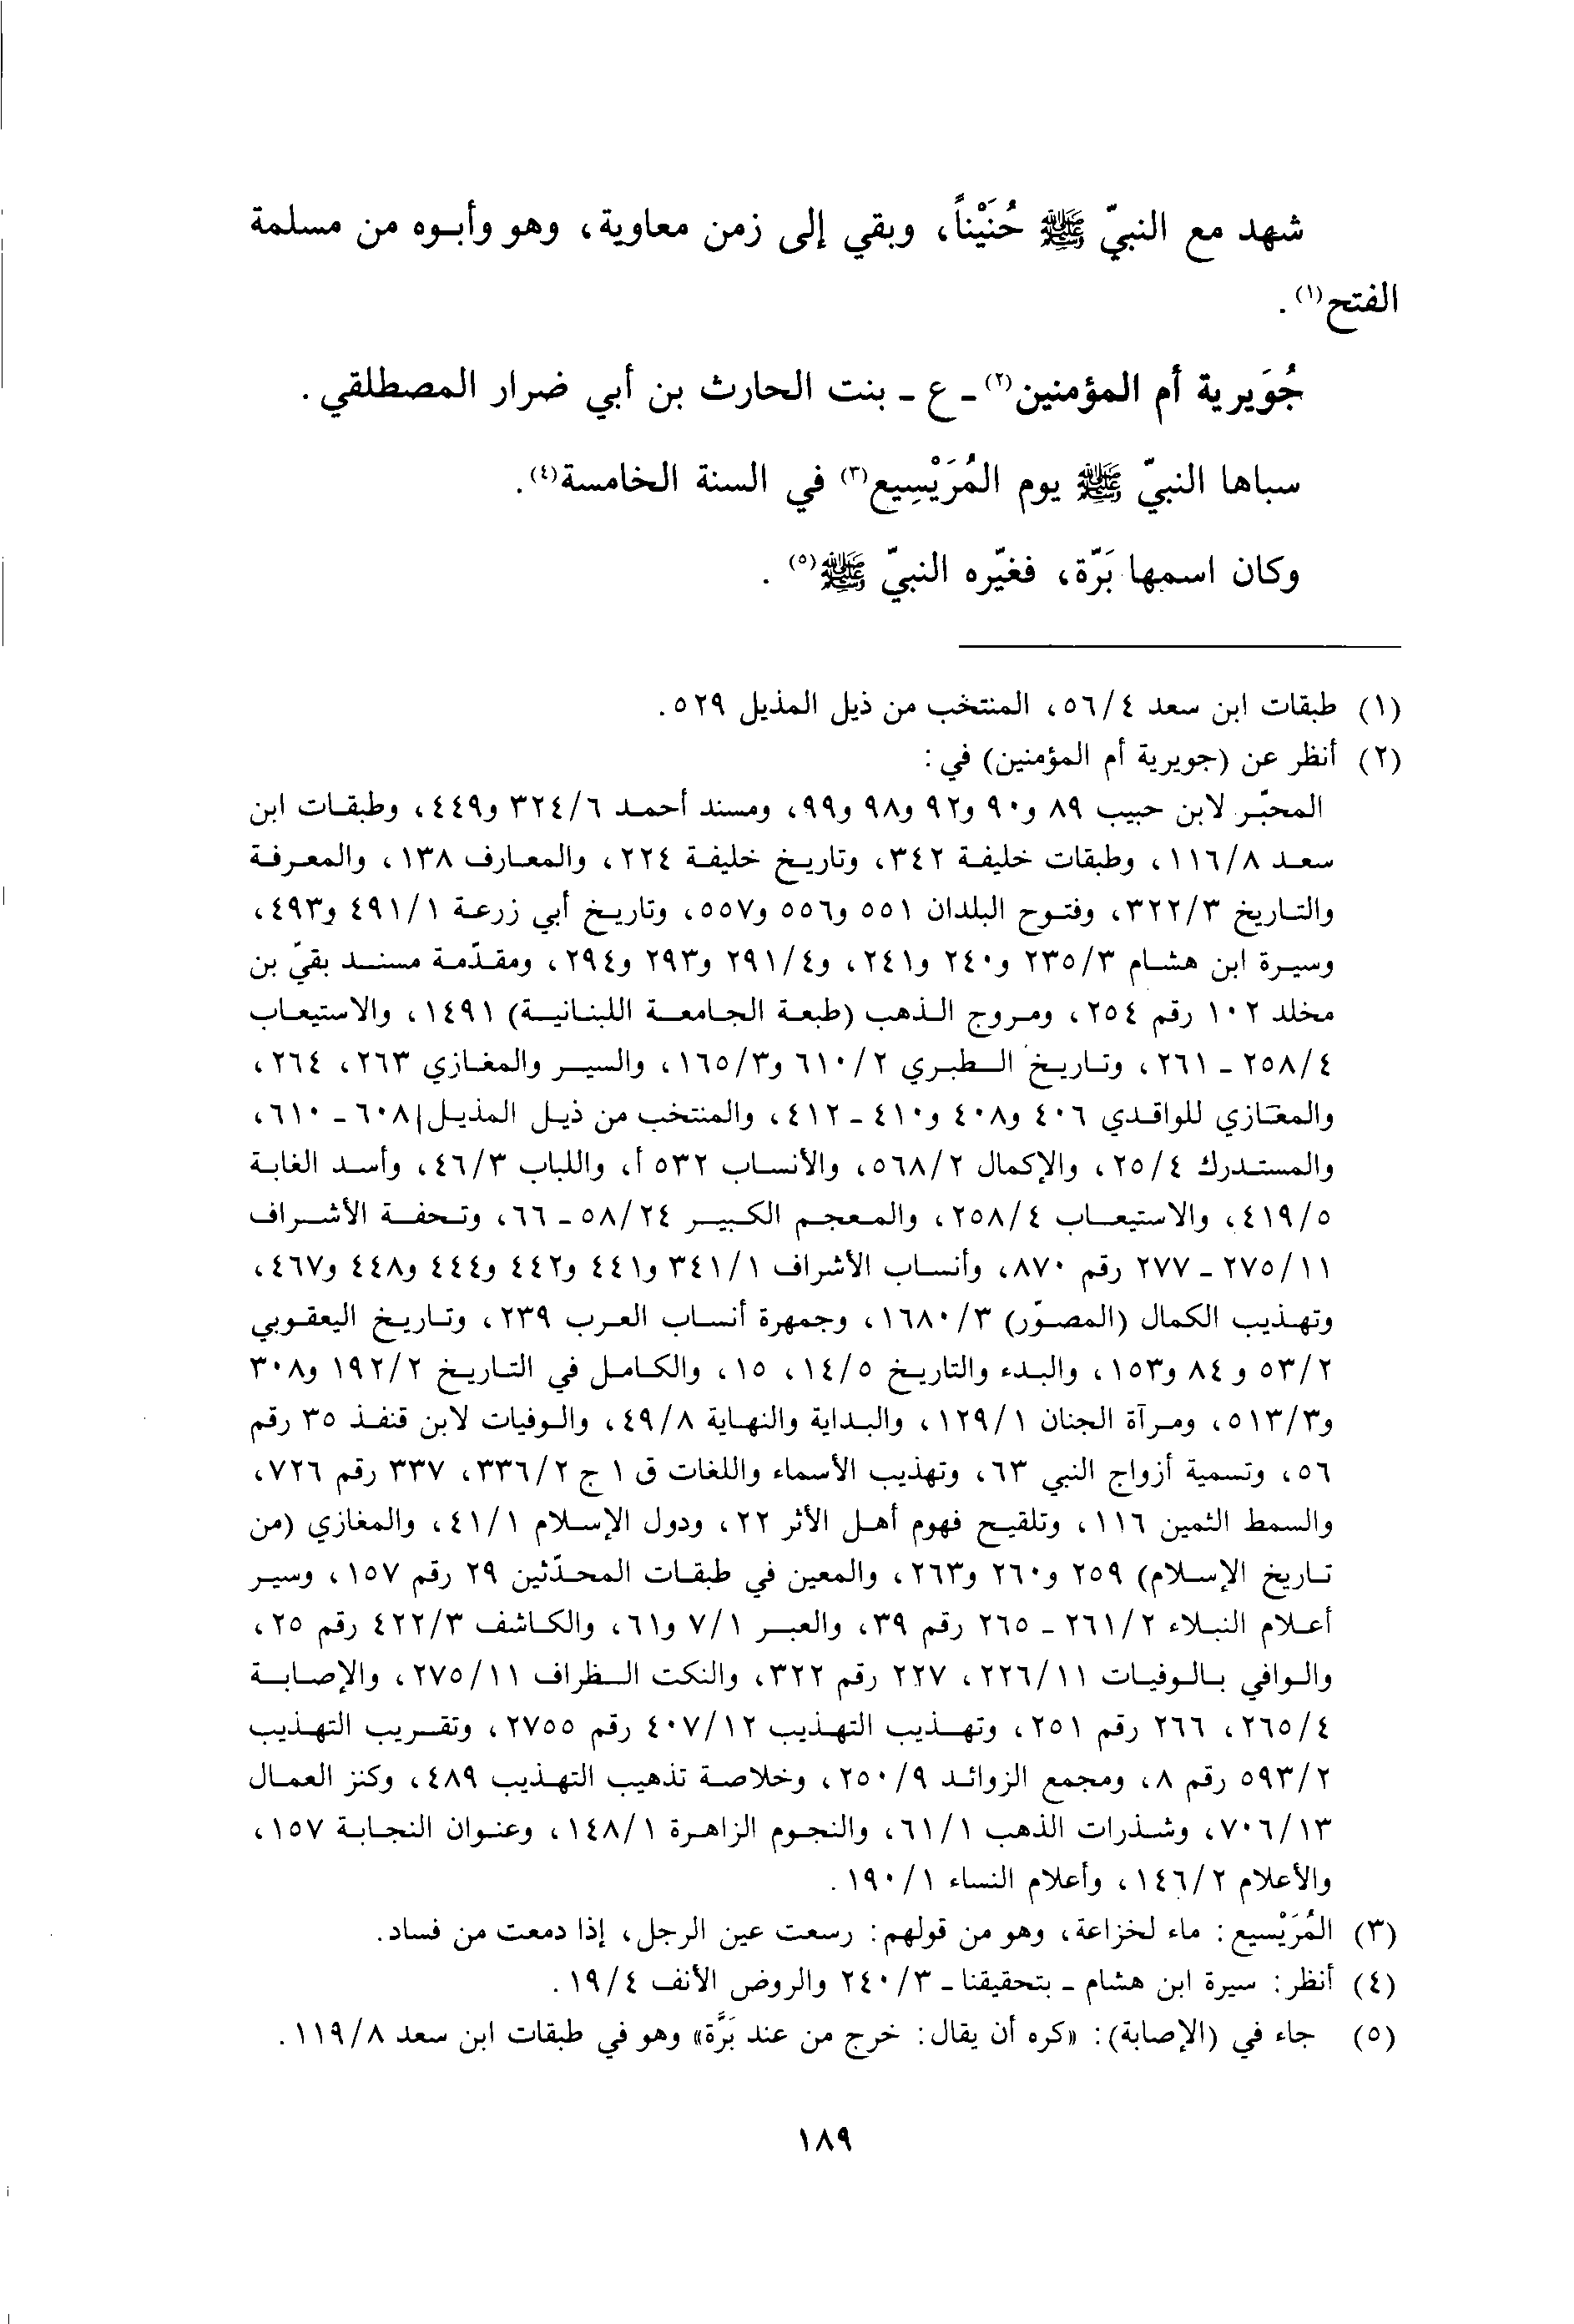 شهد مع النبيّ ﷺ حُنَيْناً، وبقي إلى زمن معاوية، وهو وأبوه من مسلمة
الفتح(١).
جُوَيرية أم المؤمنين(٢) - ع - بنت الحارث بن أبي ضرار المصطلقي.
سباها النبيّ ﷺ يوم المُرَيْسِيع(٣) في السنة الخامسة(٤).
وكان اسمها بَرّة، فغيّره النبيّ ﷺ(٥).
(١) طبقات ابن سعد ٥٦/٤، المنتخب من ذيل المذيل ٥٢٩.
(٢) أنظر عن (جويرية أم المؤمنين) في:
المحبّر لابن حبيب ٨٩ و٩٠ و٩٢ و٩٨ و٩٩، ومسند أحمد ٣٢٤/٦ و٤٤٩، وطبقات ابن
سعد ١١٦/٨، وطبقات خليفة ٣٤٢، وتاريخ خليفة ٢٢٤، والمعارف ١٣٨، والمعرفة
والتاريخ ٣٢٢/٣، وفتوح البلدان ٥٥١ و٥٥٦ و٥٥٧، وتاريخ أبي زرعة ٤٩١/١ و٤٩٣،
وسيرة ابن هشام ٢٣٥/٣ و٢٤٠ و٢٤١، و٢٩١/٤ و٢٩٣ و٢٩٤، ومقدّمة مسند بقيّ بن
مخلد ١٠٢ رقم ٢٥٤، ومروج الذهب (طبعة الجامعة اللبنانية) ١٤٩١، والاستيعاب
٢٥٨/٤ - ٢٦١، وتاريخ الطبري ٦١٠/٢ و١٦٥/٣، والسير والمغازي ٢٦٣، ٢٦٤،
والمغازي للواقدي ٤٠٦ و٤٠٨ و٤١٠ - ٤١٢، والمنتخب من ذيل المذيل ٦٠٨ - ٦١٠،
والمستدرك ٢٥/٤، والإكمال ٥٦٨/٢، والأنساب ٥٣٢ أ، واللباب ٤٦/٣، وأسد الغابة
٤١٩/٥، والاستيعاب ٢٥٨/٤، والمعجم الكبير ٥٨/٢٤ - ٦٦، وتحفة الأشراف
٢٧٥/١١ - ٢٧٧ رقم ٨٧٠، وأنساب الأشراف ٣٤١/١ و٤٤١ و٤٤٢ و٤٤٤ و٤٤٨ و٤٦٧،
وتهذيب الكمال (المصوّر) ١٦٨٠/٣، وجمهرة أنساب العرب ٢٣٩، وتاريخ اليعقوبي
٥٣/٢ و ٨٤ و١٥٣، والبدء والتاريخ ١٤/٥، ١٥، والكامل في التاريخ ١٩٢/٢ و٣٠٨
و٥١٣/٣، ومرآة الجنان ١٢٩/١، والبداية والنهاية ٤٩/٨، والوفيات لابن قنفذ ٣٥ رقم
٥٦، وتسمية أزواج النبي ٦٣، وتهذيب الأسماء واللغات ق ١ ج ٣٣٦/٢، ٣٣٧ رقم ٧٢٦،
والسمط الثمين ١١٦، وتلقيح فهوم أهل الأثر ٢٢، ودول الإسلام ٤١/١، والمغازي (من
تاريخ الإسلام) ٢٥٩ و٢٦٠ و٢٦٣، والمعين في طبقات المحدّثين ٢٩ رقم ١٥٧، وسير
أعلام النبلاء ٢٦١/٢ - ٢٦٥ رقم ٣٩، والعبر ٧/١ و٦١، والكاشف ٤٢٢/٣ رقم ٢٥،
والوافي بالوفيات ٢٢٦/١١، ٢٢٧ رقم ٣٢٢، والنكت الظراف ٢٧٥/١١، والإصابة
٢٦٥/٤، ٢٦٦ رقم ٢٥١، وتهذيب التهذيب ٤٠٧/١٢ رقم ٢٧٥٥، وتقريب التهذيب
٥٩٣/٢ رقم ٨، ومجمع الزوائد ٢٥٠/٩، وخلاصة تذهيب التهذيب ٤٨٩، وكنز العمال
٧٠٦/١٣، وشذرات الذهب ٦١/١، والنجوم الزاهرة ١٤٨/١، وعنوان النجابة ١٥٧،
والأعلام ١٤٦/٢، وأعلام النساء ١٩٠/١.
(٣) المُرَيْسيع: ماء لخزاعة، وهو من قولهم: رسعت عين الرجل، إذا دمعت من فساد.
(٤) أنظر: سيرة ابن هشام - بتحقيقنا - ٢٤٠/٣ والروض الأنف ١٩/٤.
(٥) جاء في (الإصابة): «كره أن يقال: خرج من عند بَرَّة» وهو في طبقات ابن سعد ١١٩/٨.
١٨٩